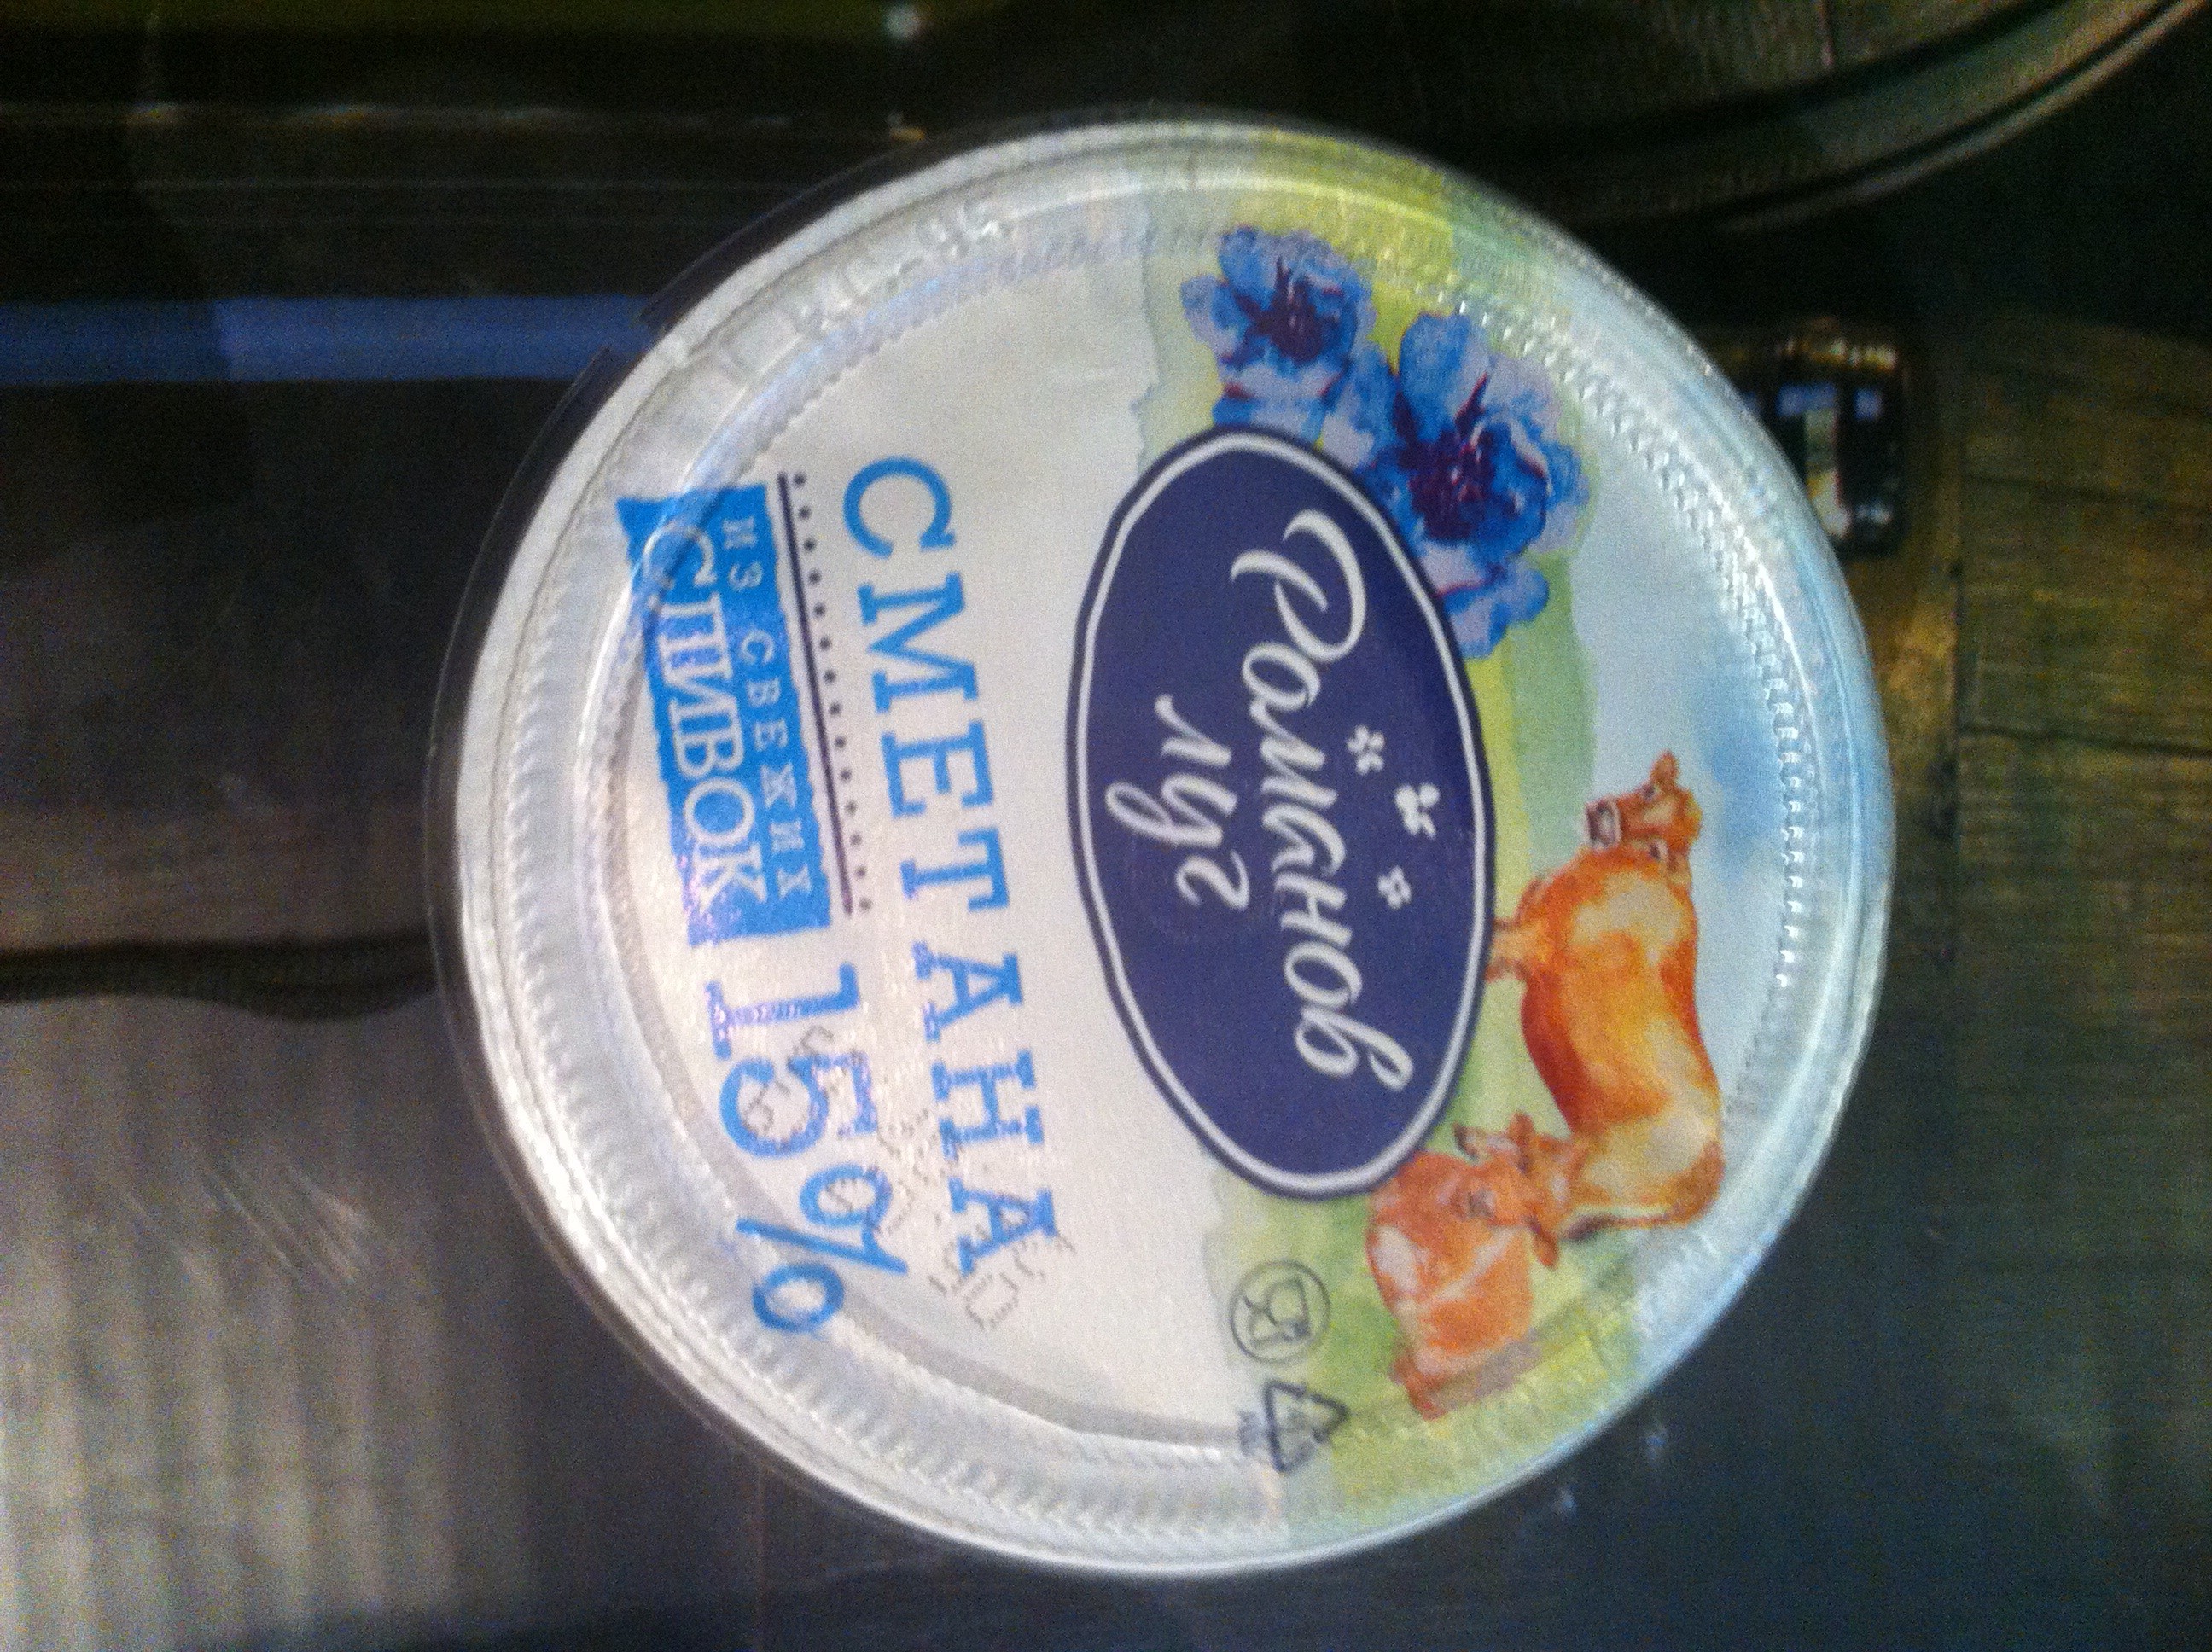 Романов
луг
СМЕТАНА
ИЗ СВЕЖИХ
СЛИВОК
15%